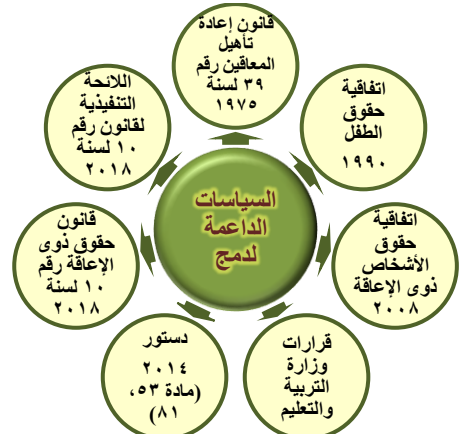 قانون إعادة
تأهيل
المعاقين رقم
٣٩ لسنة
١٩٧٥
اتفاقية
حقوق
الطفل
١٩٩٠
اتفاقية
حقوق
الأشخاص
ذوى الإعاقة
٢٠٠٨
قرارات
وزارة
التربية
والتعليم
دستور
٢٠١٤
(مادة ٥٣،
٨١)
قانون
حقوق ذوى
الإعاقة رقم
١٠ لسنة
٢٠١٨
اللائحة
التنفيذية
لقانون رقم
١٠ لسنة
٢٠١٨
السياسات
الداعمة
لدمج